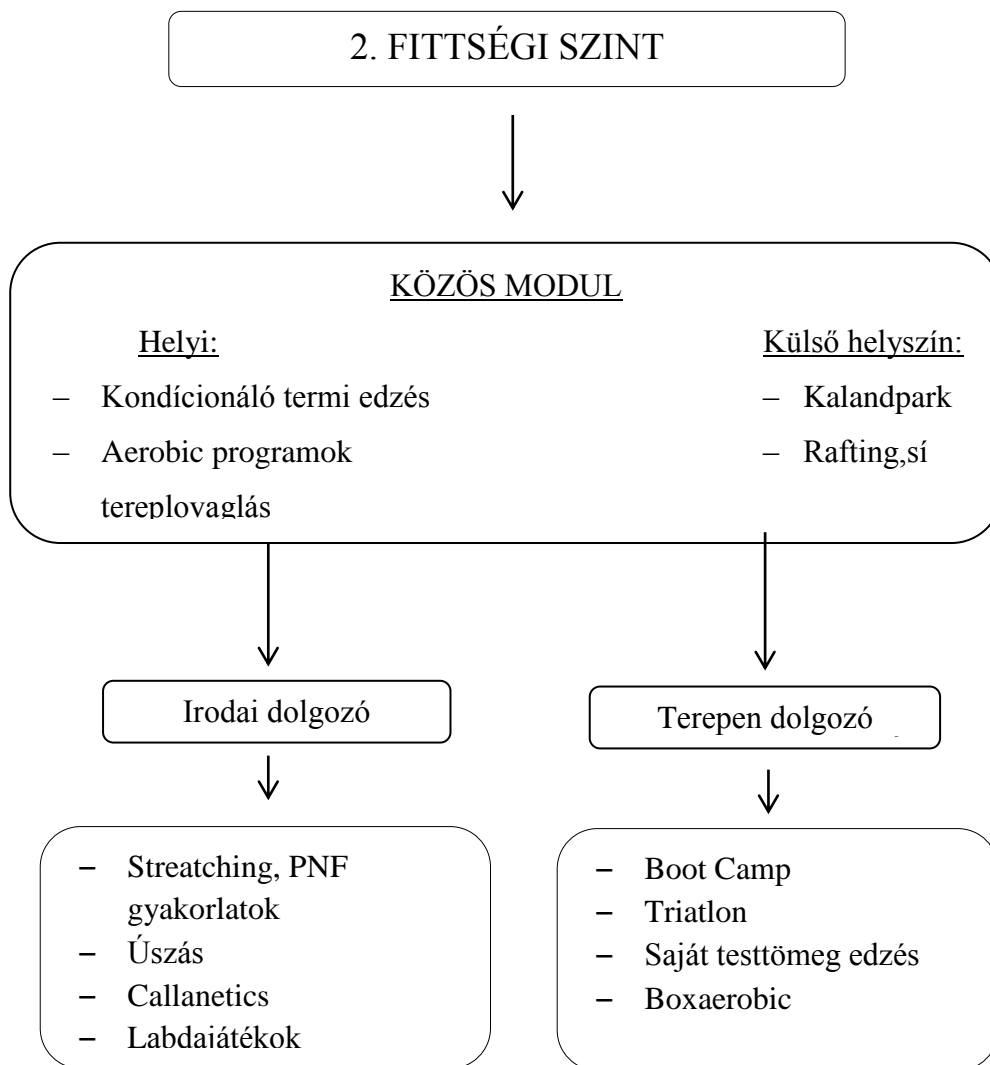 2. FITTSÉGI SZINT
KÖZÖS MODUL
Helyi:
– Kondícionáló termi edzés
– Aerobic programok
tereplovaglás
Külső helyszín:
– Kalandpark
– Rafting,sí
Irodai dolgozó
Terepen dolgozó
– Streatching, PNF
gyakorlatok
– Úszás
– Callanetics
– Labdajátékok
– Boot Camp
– Triatlon
– Saját testtömeg edzés
– Boxaerobic